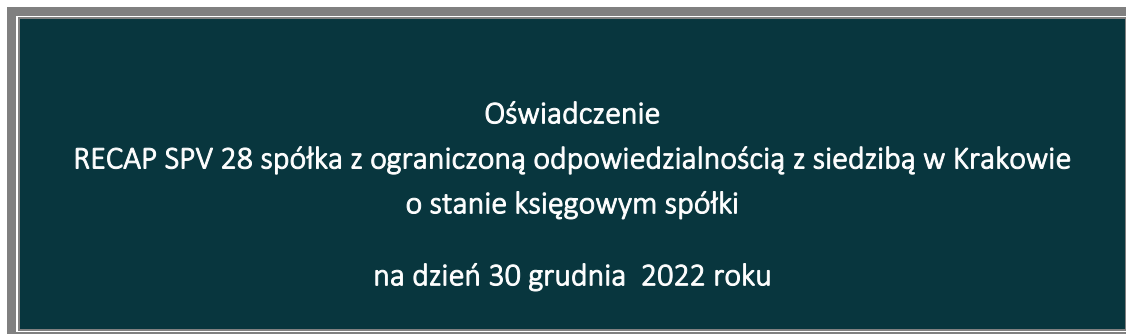 Oświadczenie
RECAP SPV 28 spółka z ograniczoną odpowiedzialnością z siedzibą w Krakowie
o stanie księgowym spółki
na dzień 30 grudnia  2022 roku